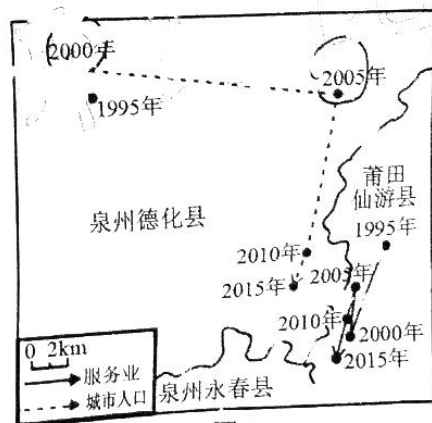 2000年
2005年
1995年
莆田
仙游县
1995年
泉州德化县
2010年
2015年
2005年
2010年
2000年
2015年
0 2km
服务业
城市人口
泉州永春县